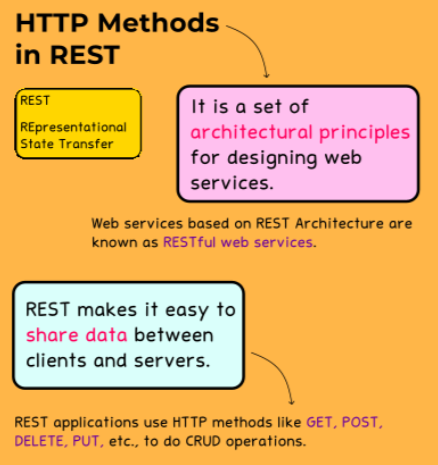 HTTP Methods
in REST
REST
REpresentational
State Transfer
It is a set of
architectural principles
for designing web
services.
Web services based on REST Architecture are
known as RESTful web services.
REST makes it easy to
share data between
clients and servers.
REST applications use HTTP methods like GET, POST,
DELETE, PUT, etc., to do CRUD operations.